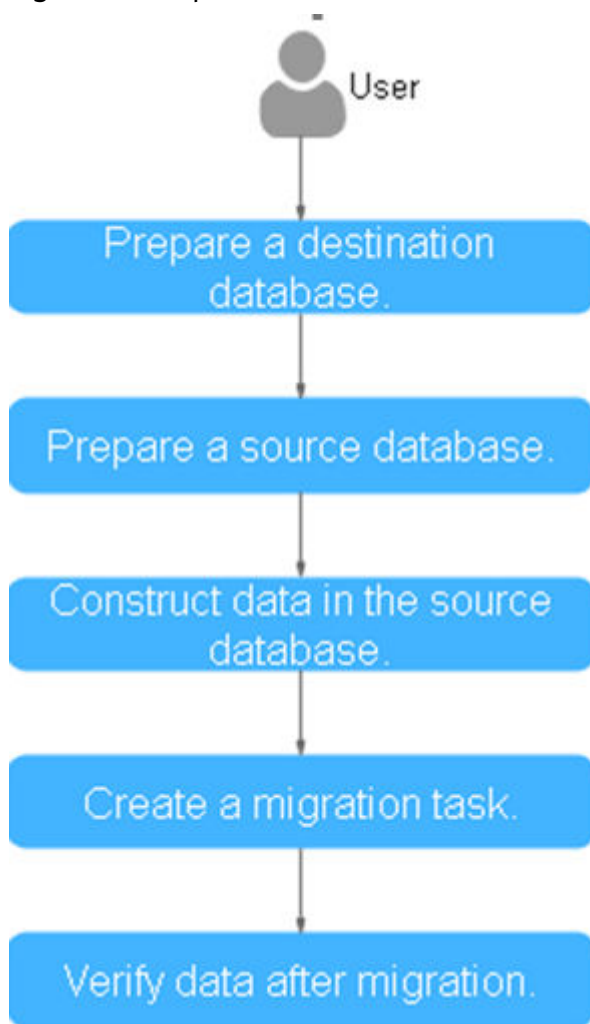 User
Prepare a destination
database.
Prepare a source database.
Construct data in the source
database.
Create a migration task.
Verify data after migration.